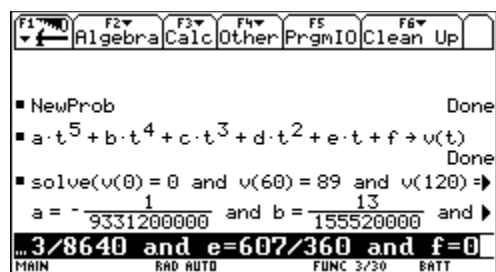 F1 F2 F3 F4 F5 F6
Algebra Calc Other PrgmIO Clean Up
▪ NewProb Done
▪ a·t^5 + b·t^4 + c·t^3 + d·t^2 + e·t + f → v(t)
Done
▪ solve(v(0) = 0 and v(60) = 89 and v(120) =▶
a = -1/9331200000 and b = 13/155520000 and ▶
…3/8640 and e=607/360 and f=0
MAIN RAD AUTO FUNC 3/30 BATT